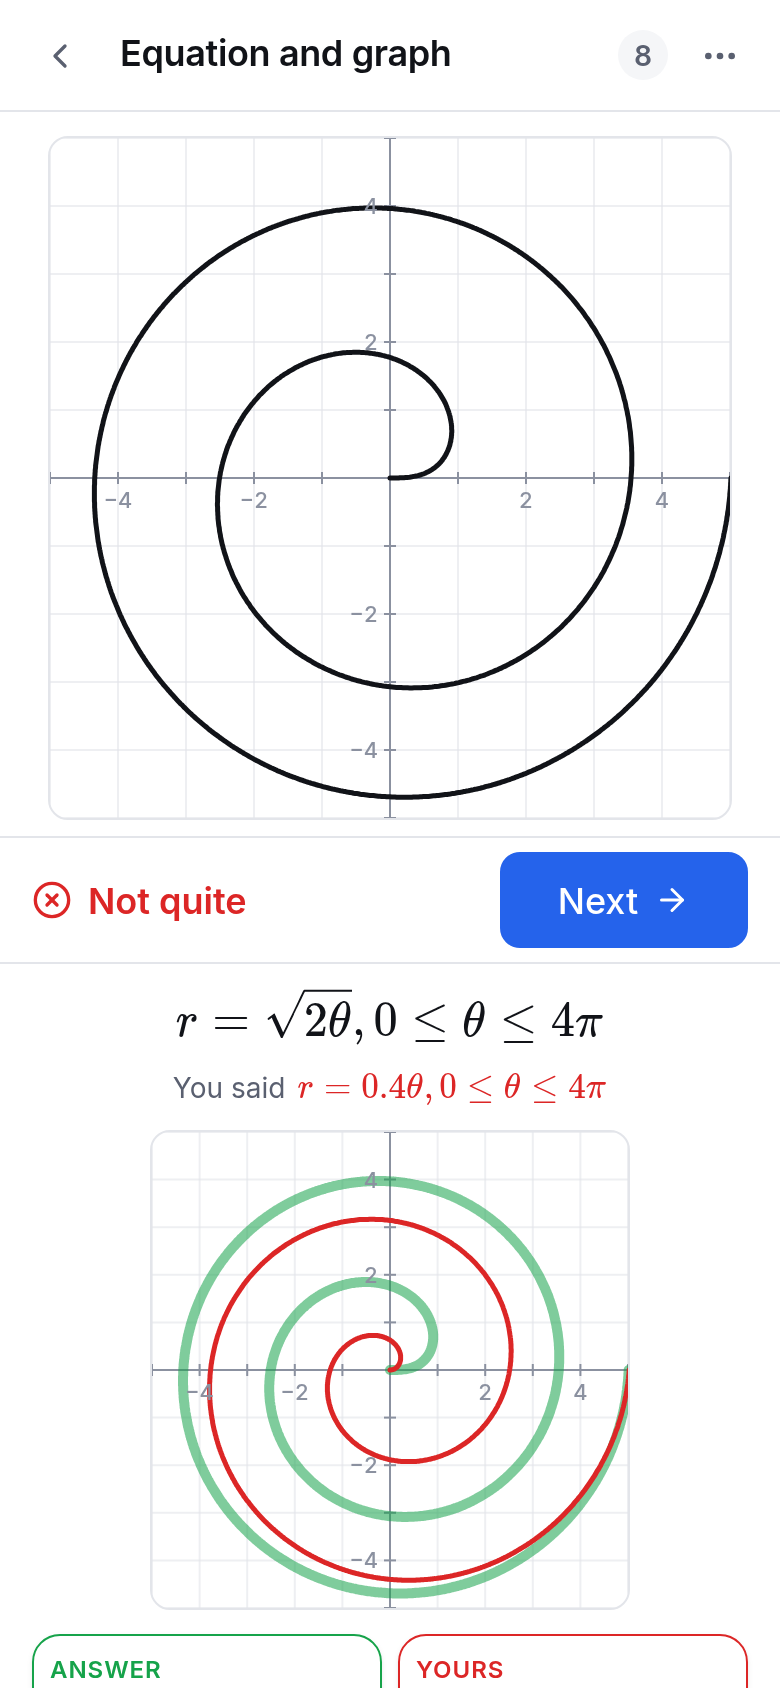 Equation and graph
8
4
2
−4 −2 2 4
−2
−4
Not quite
Next →
r = √2θ, 0 ≤ θ ≤ 4π
You said r = 0.4θ, 0 ≤ θ ≤ 4π
4
2
−4 −2 2 4
−2
−4
ANSWER
YOURS